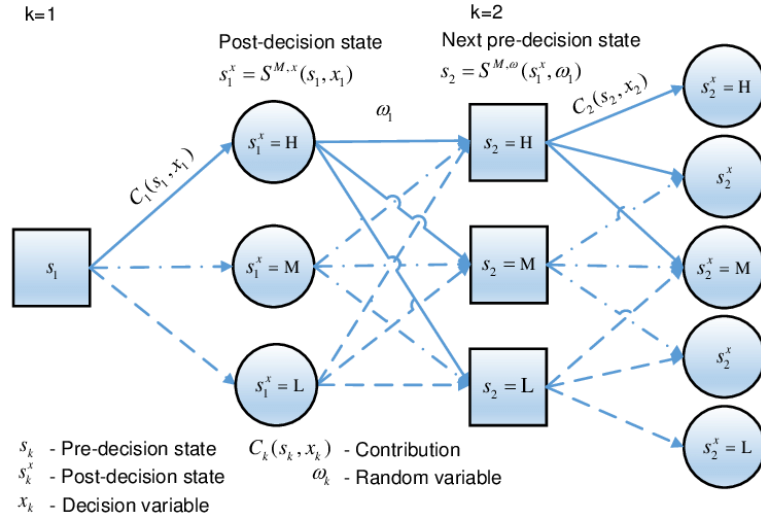 k=1
k=2
Post-decision state
Next pre-decision state
s_1^x = S^{M,x}(s_1, x_1)
s_2 = S^{M,ω}(s_1^x, ω_1)
C_1(s_1, x_1)
ω_1
C_2(s_2, x_2)
s_2^x = H
s_1^x = H
s_2 = H
s_2^x
s_1
s_1^x = M
s_2 = M
s_2^x = M
s_2^x
s_1^x = L
s_2 = L
s_2^x = L
s_k - Pre-decision state
C_k(s_k, x_k) - Contribution
s_k^x - Post-decision state
ω_k - Random variable
x_k - Decision variable